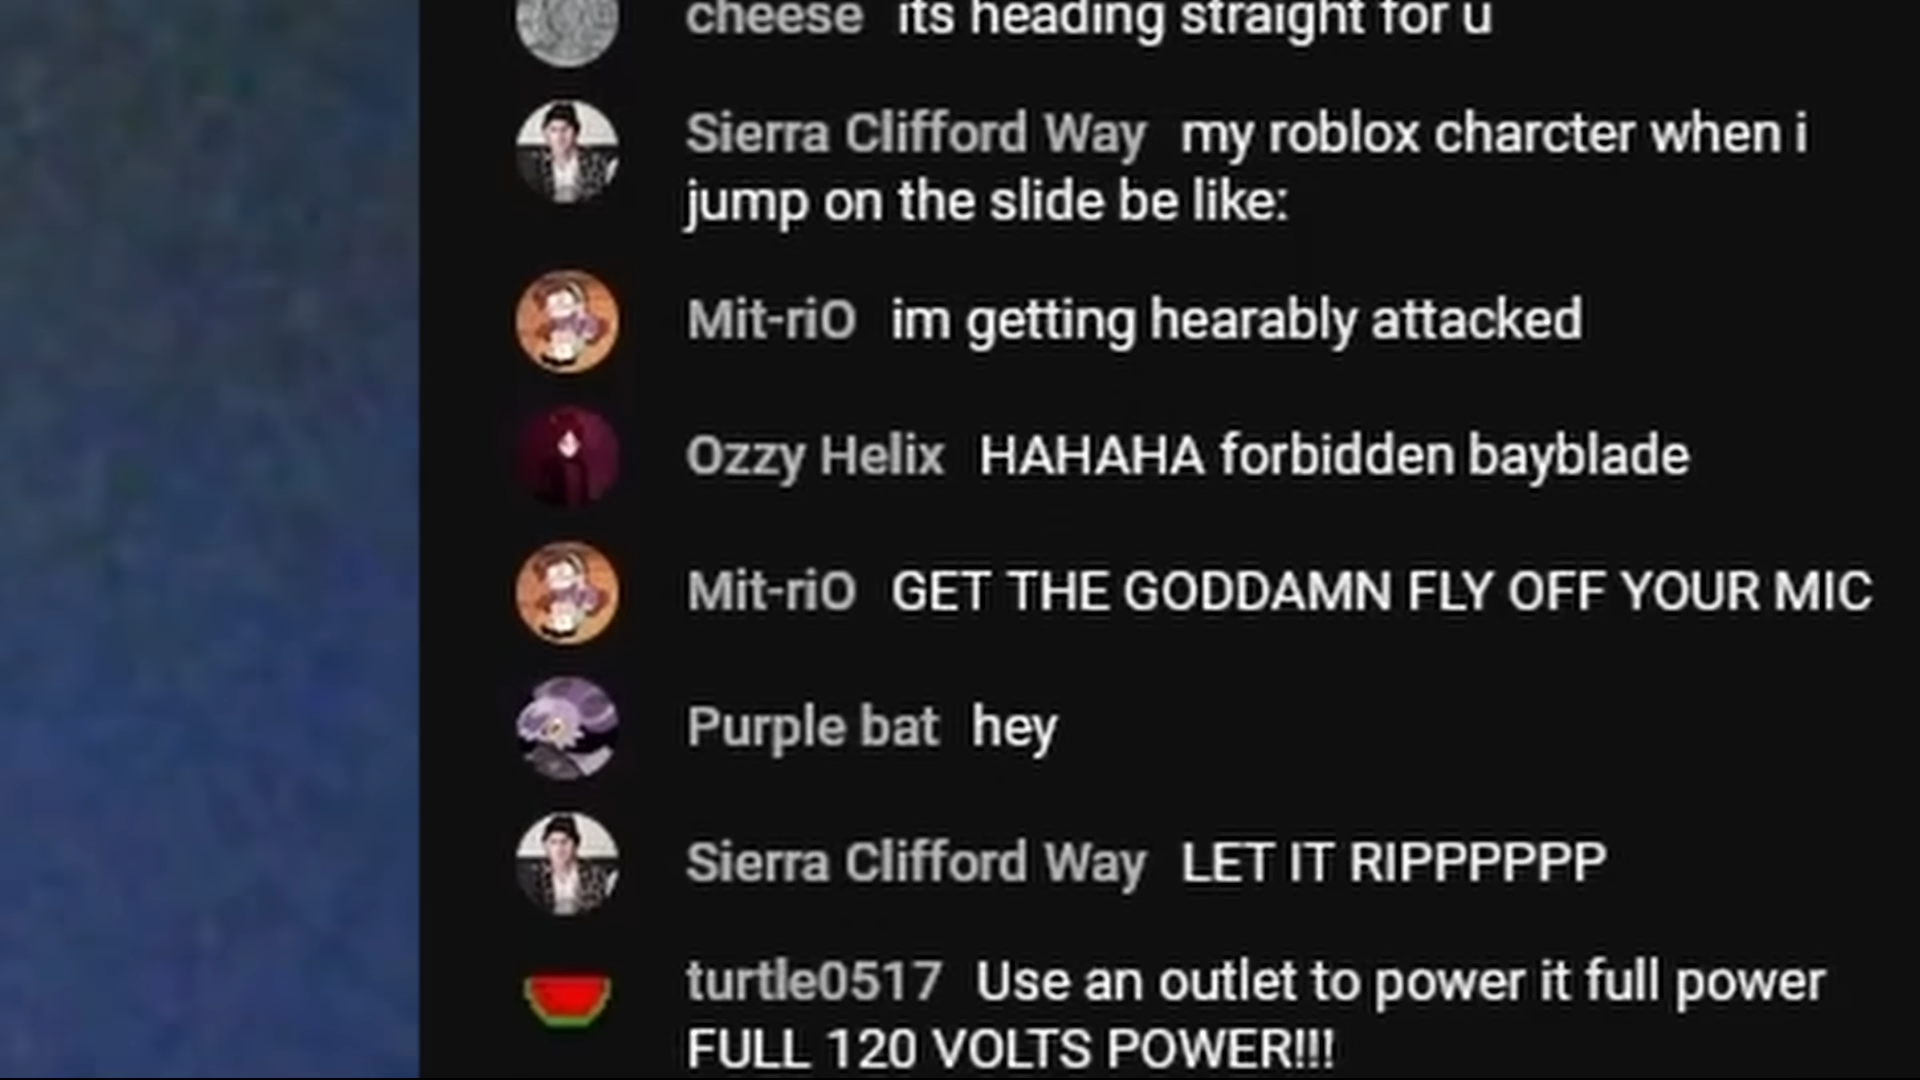 cheese its heading straight for u
Sierra Clifford Way my roblox charcter when i
jump on the slide be like:
Mit-riO im getting hearably attacked
Ozzy Helix HAHAHA forbidden bayblade
Mit-riO GET THE GODDAMN FLY OFF YOUR MIC
Purple bat hey
Sierra Clifford Way LET IT RIPPPPPP
turtle0517 Use an outlet to power it full power
FULL 120 VOLTS POWER!!!